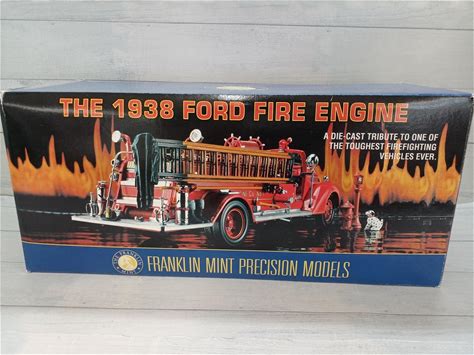 THE 1938 FORD FIRE ENGINE
A DIE-CAST TRIBUTE TO ONE OF
THE TOUGHEST FIREFIGHTING
VEHICLES EVER.
FRANKLIN MINT PRECISION MODELS